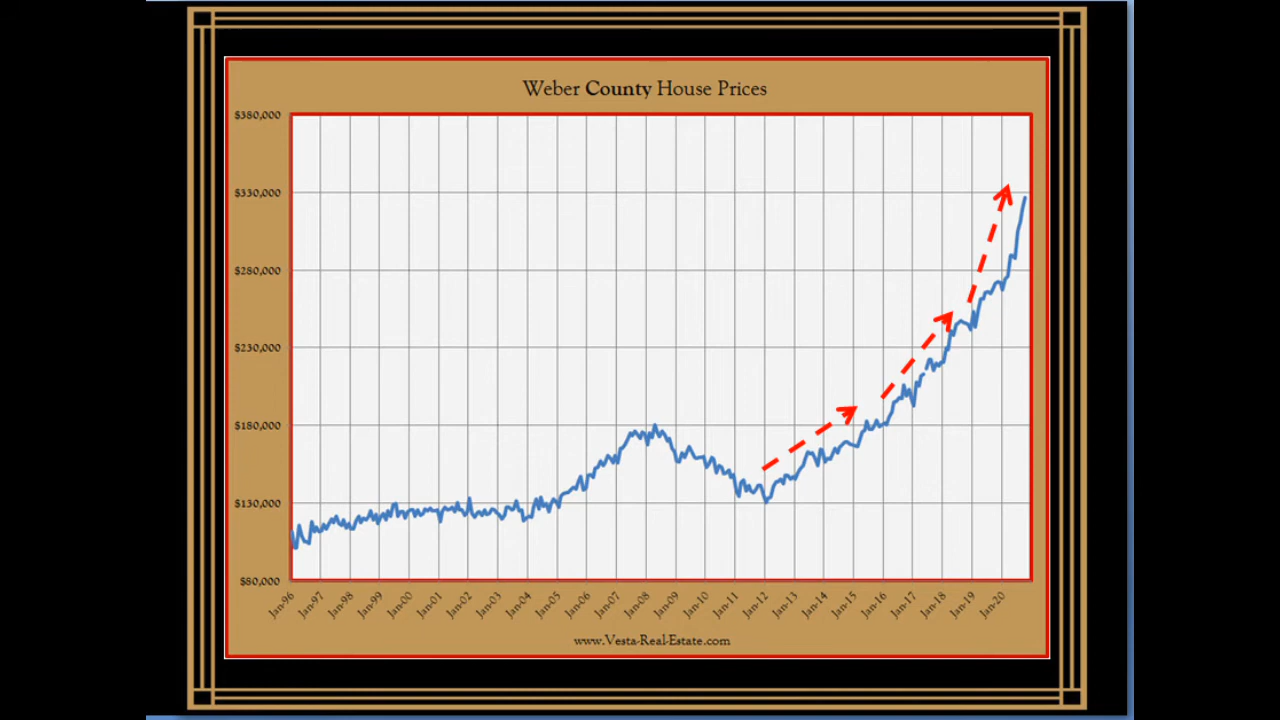 Weber County House Prices
$380,000
$330,000
$280,000
$230,000
$180,000
$130,000
$80,000
Jan-96 Jan-97 Jan-98 Jan-99 Jan-00 Jan-01 Jan-02 Jan-03 Jan-04 Jan-05 Jan-06 Jan-07 Jan-08 Jan-09 Jan-10 Jan-11 Jan-12 Jan-13 Jan-14 Jan-15 Jan-16 Jan-17 Jan-18 Jan-19 Jan-20
www.Vesta-Real-Estate.com